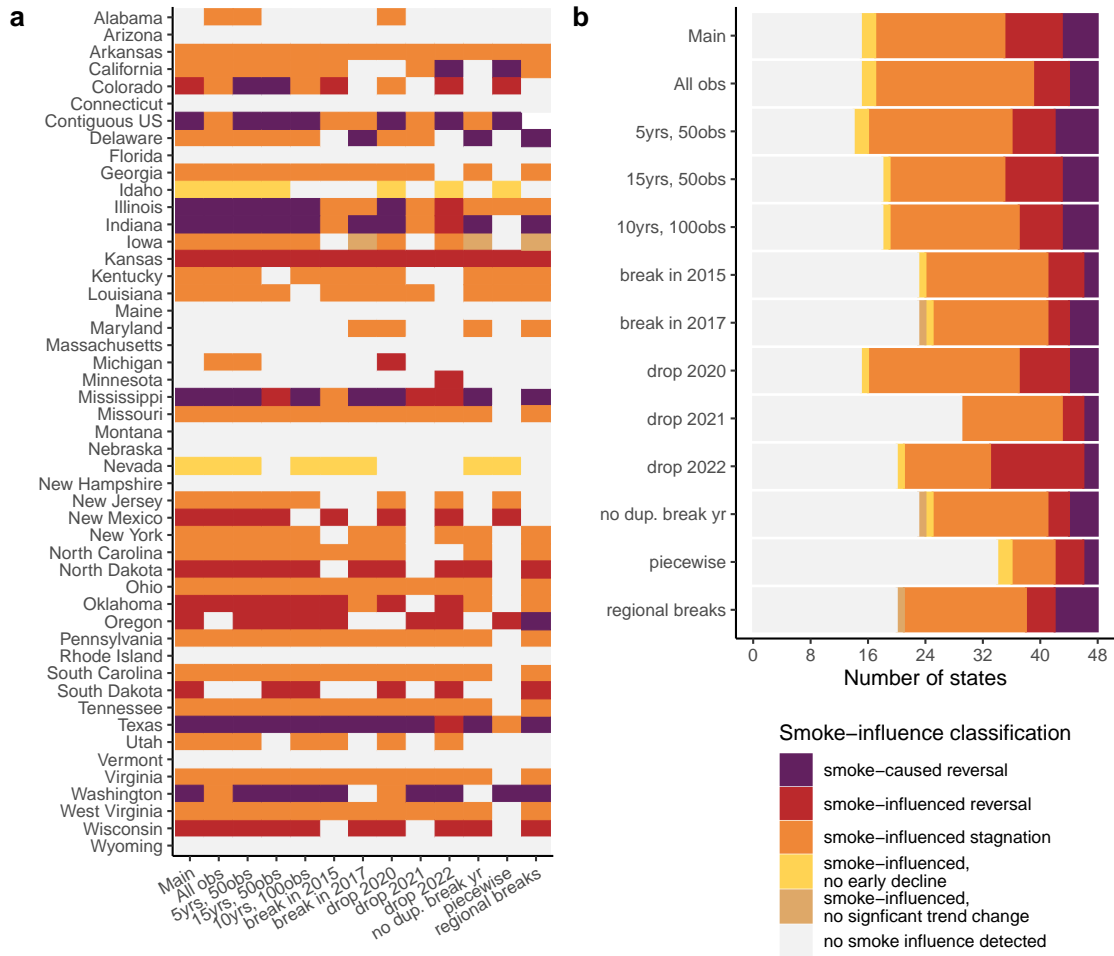 a
Alabama
Arizona
Arkansas
California
Colorado
Connecticut
Contiguous US
Delaware
Florida
Georgia
Idaho
Illinois
Indiana
Iowa
Kansas
Kentucky
Louisiana
Maine
Maryland
Massachusetts
Michigan
Minnesota
Mississippi
Missouri
Montana
Nebraska
Nevada
New Hampshire
New Jersey
New Mexico
New York
North Carolina
North Dakota
Ohio
Oklahoma
Oregon
Pennsylvania
Rhode Island
South Carolina
South Dakota
Tennessee
Texas
Utah
Vermont
Virginia
Washington
West Virginia
Wisconsin
Wyoming
Main
All obs
5yrs, 50obs
15yrs, 50obs
10yrs, 100obs
break in 2015
break in 2017
drop 2020
drop 2021
drop 2022
no dup. break yr
piecewise
regional breaks
b
Main
All obs
5yrs, 50obs
15yrs, 50obs
10yrs, 100obs
break in 2015
break in 2017
drop 2020
drop 2021
drop 2022
no dup. break yr
piecewise
regional breaks
0 8 16 24 32 40 48
Number of states
Smoke−influence classification
smoke−caused reversal
smoke−influenced reversal
smoke−influenced stagnation
smoke−influenced,
no early decline
smoke−influenced,
no signficant trend change
no smoke influence detected